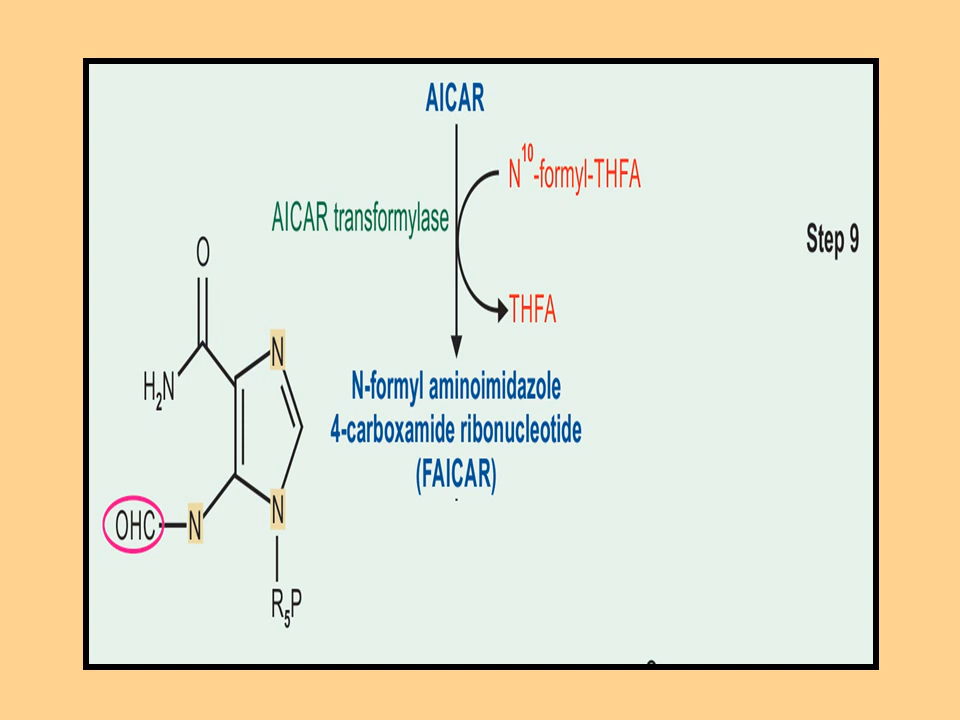 AICAR
N10-formyl-THFA
AICAR transformylase
Step 9
THFA
N-formyl aminoimidazole
4-carboxamide ribonucleotide
(FAICAR)
O
N
H2N
N
OHC
N
R5P